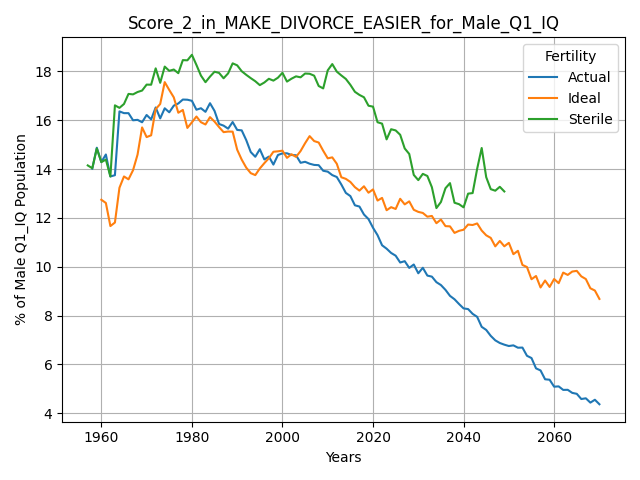 Score_2_in_MAKE_DIVORCE_EASIER_for_Male_Q1_IQ
Fertility
Actual
Ideal
Sterile
% of Male Q1_IQ Population
18
16
14
12
10
8
6
4
1960 1980 2000 2020 2040 2060
Years